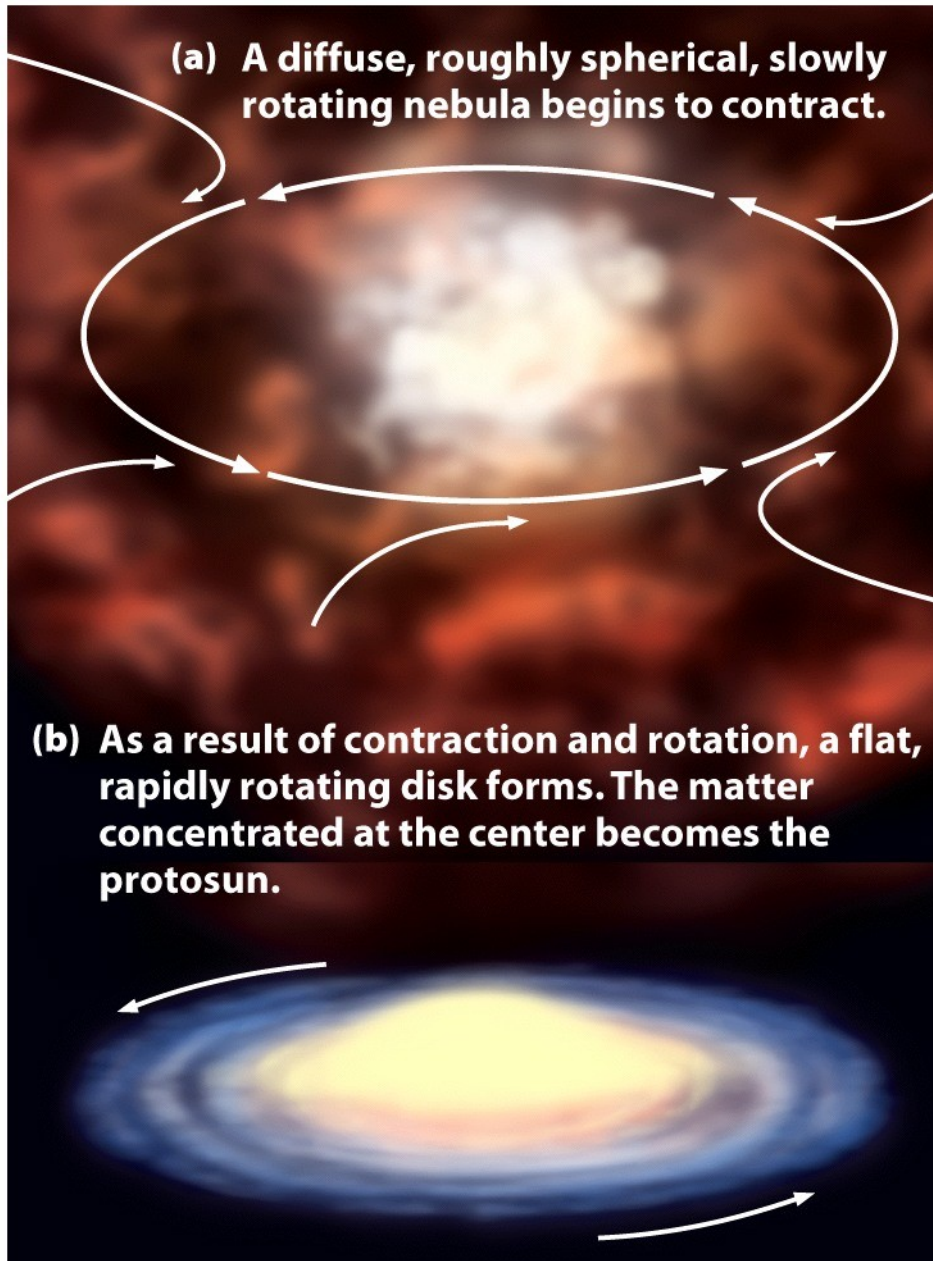 (a) A diffuse, roughly spherical, slowly
rotating nebula begins to contract.
(b) As a result of contraction and rotation, a flat,
rapidly rotating disk forms. The matter
concentrated at the center becomes the
protosun.